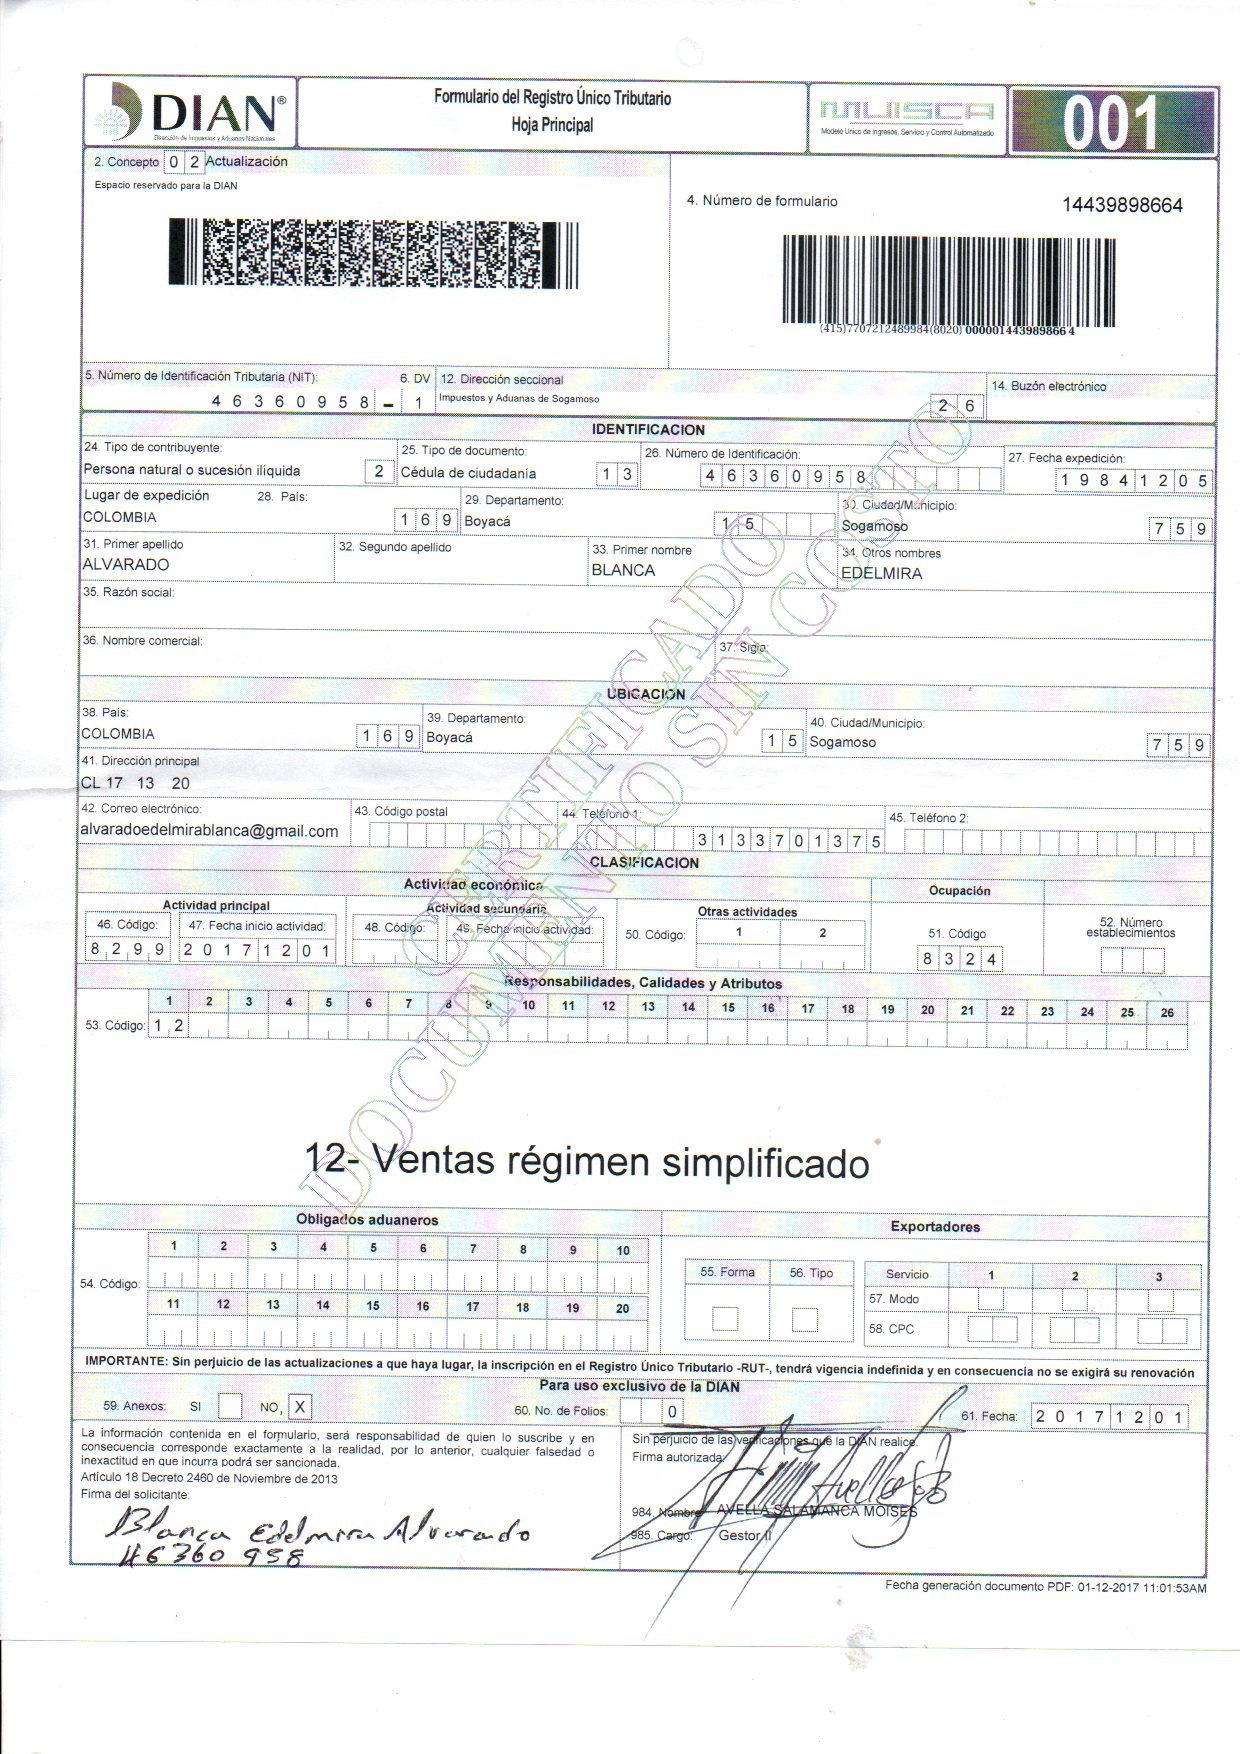 DIAN®
Dirección de Impuestos y Aduanas Nacionales
Formulario del Registro Único Tributario
Hoja Principal
MUISCA
Modelo Unico de Ingresos, Servicio y Control Automatizado
001
2. Concepto 0 2 Actualización
Espacio reservado para la DIAN
4. Número de formulario 14439898664
(415)7707212489984(8020) 000001443989866 4
5. Número de Identificación Tributaria (NIT): 6. DV 12. Dirección seccional 14. Buzón electrónico
4 6 3 6 0 9 5 8 - 1 Impuestos y Aduanas de Sogamoso 2 6
IDENTIFICACION
24. Tipo de contribuyente: 25. Tipo de documento: 26. Número de Identificación: 27. Fecha expedición:
Persona natural o sucesión ilíquida 2 Cédula de ciudadanía 1 3 4 6 3 6 0 9 5 8 1 9 8 4 1 2 0 5
Lugar de expedición 28. País: 29. Departamento: 30. Ciudad/Municipio:
COLOMBIA 1 6 9 Boyacá 1 5 Sogamoso 7 5 9
31. Primer apellido 32. Segundo apellido 33. Primer nombre 34. Otros nombres
ALVARADO BLANCA EDELMIRA
35. Razón social:
36. Nombre comercial: 37. Sigla:
UBICACION
38. País: 39. Departamento: 40. Ciudad/Municipio:
COLOMBIA 1 6 9 Boyacá 1 5 Sogamoso 7 5 9
41. Dirección principal
CL 17 13 20
42. Correo electrónico: 43. Código postal 44. Teléfono 1: 45. Teléfono 2:
alvaradoedelmirablanca@gmail.com 3 1 3 3 7 0 1 3 7 5
CLASIFICACION
Actividad económica Ocupación
Actividad principal Actividad secundaria Otras actividades
46. Código: 47. Fecha inicio actividad: 48. Código: 49. Fecha inicio actividad: 50. Código: 1 2 51. Código 52. Número establecimientos
8 2 9 9 2 0 1 7 1 2 0 1 8 3 2 4
Responsabilidades, Calidades y Atributos
1 2 3 4 5 6 7 8 9 10 11 12 13 14 15 16 17 18 19 20 21 22 23 24 25 26
53. Código: 1 2
12- Ventas régimen simplificado
CERTIFICADO
DOCUMENTO SIN COSTO
Obligados aduaneros Exportadores
1 2 3 4 5 6 7 8 9 10
54. Código:
11 12 13 14 15 16 17 18 19 20
55. Forma 56. Tipo Servicio 1 2 3
57. Modo
58. CPC
IMPORTANTE: Sin perjuicio de las actualizaciones a que haya lugar, la inscripción en el Registro Único Tributario -RUT-, tendrá vigencia indefinida y en consecuencia no se exigirá su renovación
Para uso exclusivo de la DIAN
59. Anexos: SI NO, X 60. No. de Folios: 0 61. Fecha: 2 0 1 7 1 2 0 1
La información contenida en el formulario, será responsabilidad de quien lo suscribe y en
consecuencia corresponde exactamente a la realidad, por lo anterior, cualquier falsedad o
inexactitud en que incurra podrá ser sancionada.
Artículo 18 Decreto 2460 de Noviembre de 2013
Firma del solicitante:
Blanca Edelmira Alvarado
46360 958
Sin perjuicio de las verificaciones que la DIAN realice.
Firma autorizada:
984. Nombre AVELLA SALAMANCA MOISES
985. Cargo: Gestor II
Fecha generación documento PDF: 01-12-2017 11:01:53AM